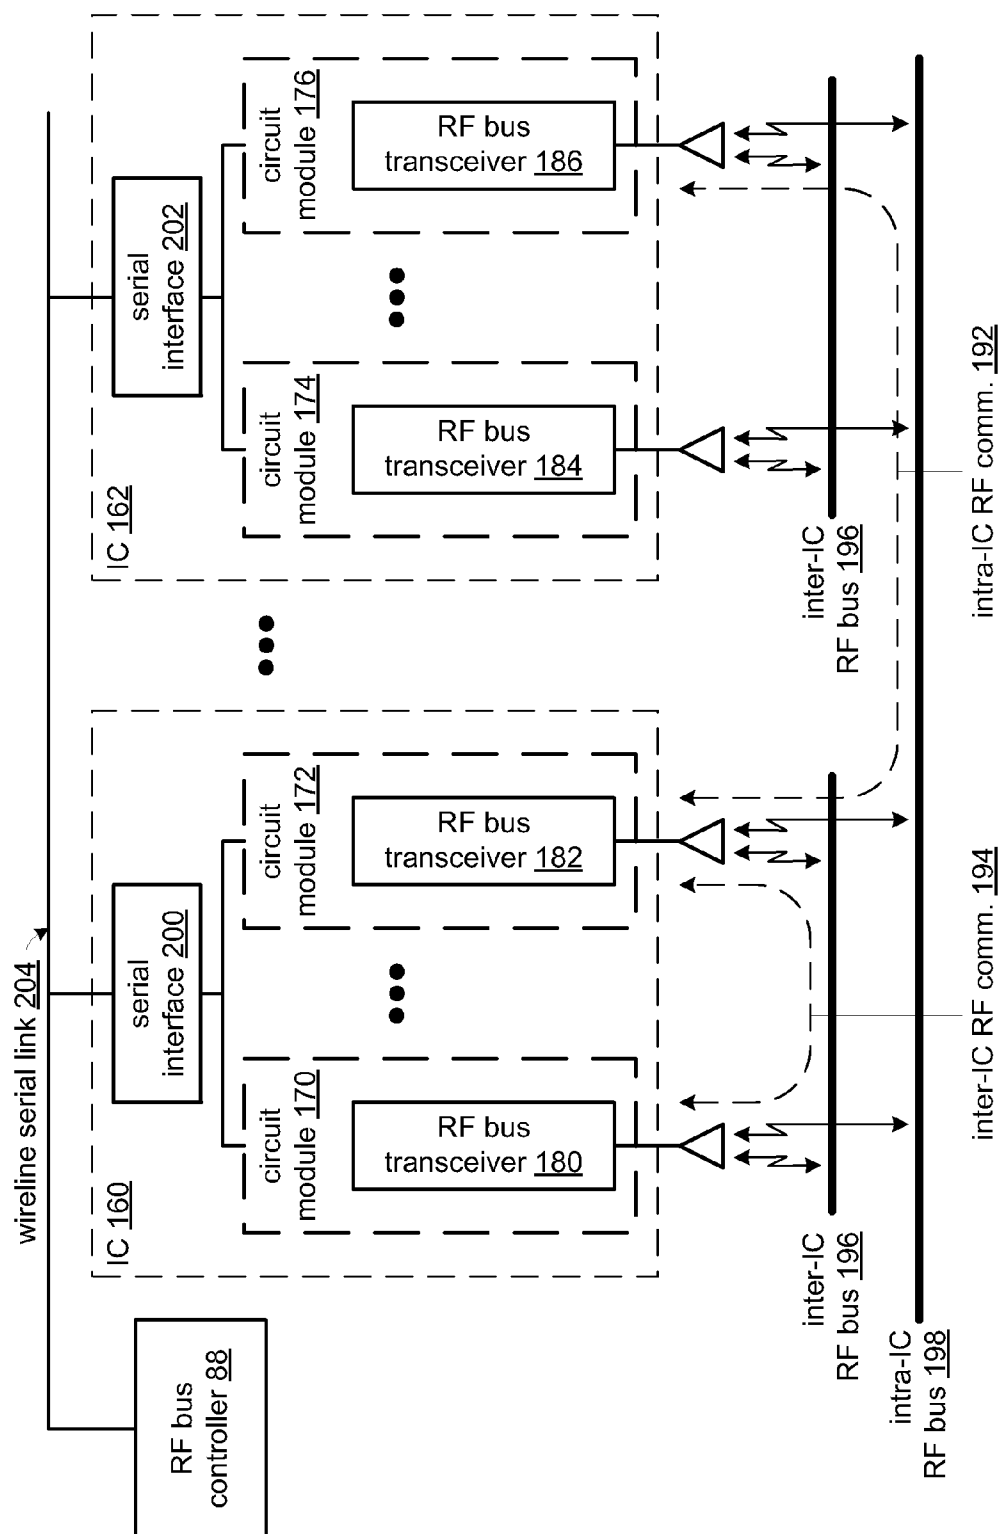 wireline serial link 204
RF bus
controller 88
IC 160
serial
interface 200
circuit
module 170
RF bus
transceiver 180
circuit
module 172
RF bus
transceiver 182
IC 162
serial
interface 202
circuit
module 174
RF bus
transceiver 184
circuit
module 176
RF bus
transceiver 186
inter-IC
RF bus 196
inter-IC
RF bus 196
intra-IC
RF bus 198
inter-IC RF comm. 194
intra-IC RF comm. 192